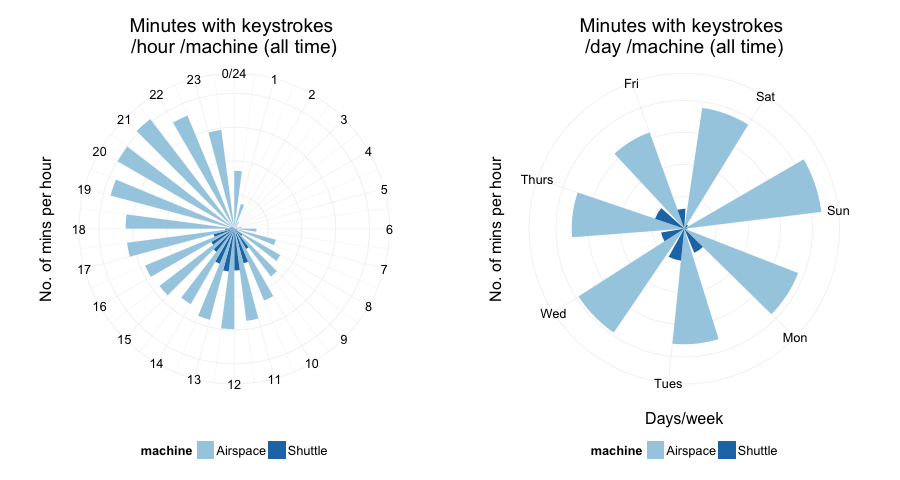 Minutes with keystrokes
/hour /machine (all time)
0/24
1
2
3
4
5
6
7
8
9
10
11
12
13
14
15
16
17
18
19
20
21
22
23
No. of mins per hour
machine Airspace Shuttle
Minutes with keystrokes
/day /machine (all time)
Fri
Sat
Sun
Mon
Tues
Wed
Thurs
No. of mins per hour
Days/week
machine Airspace Shuttle